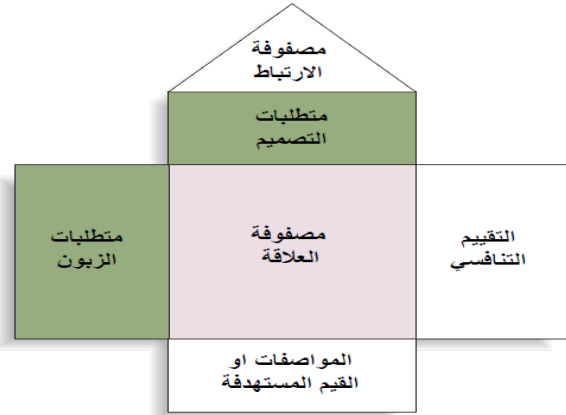 مصفوفة
الارتباط
متطلبات
التصميم
متطلبات
الزبون
مصفوفة
العلاقة
التقييم
التنافسي
المواصفات او
القيم المستهدفة